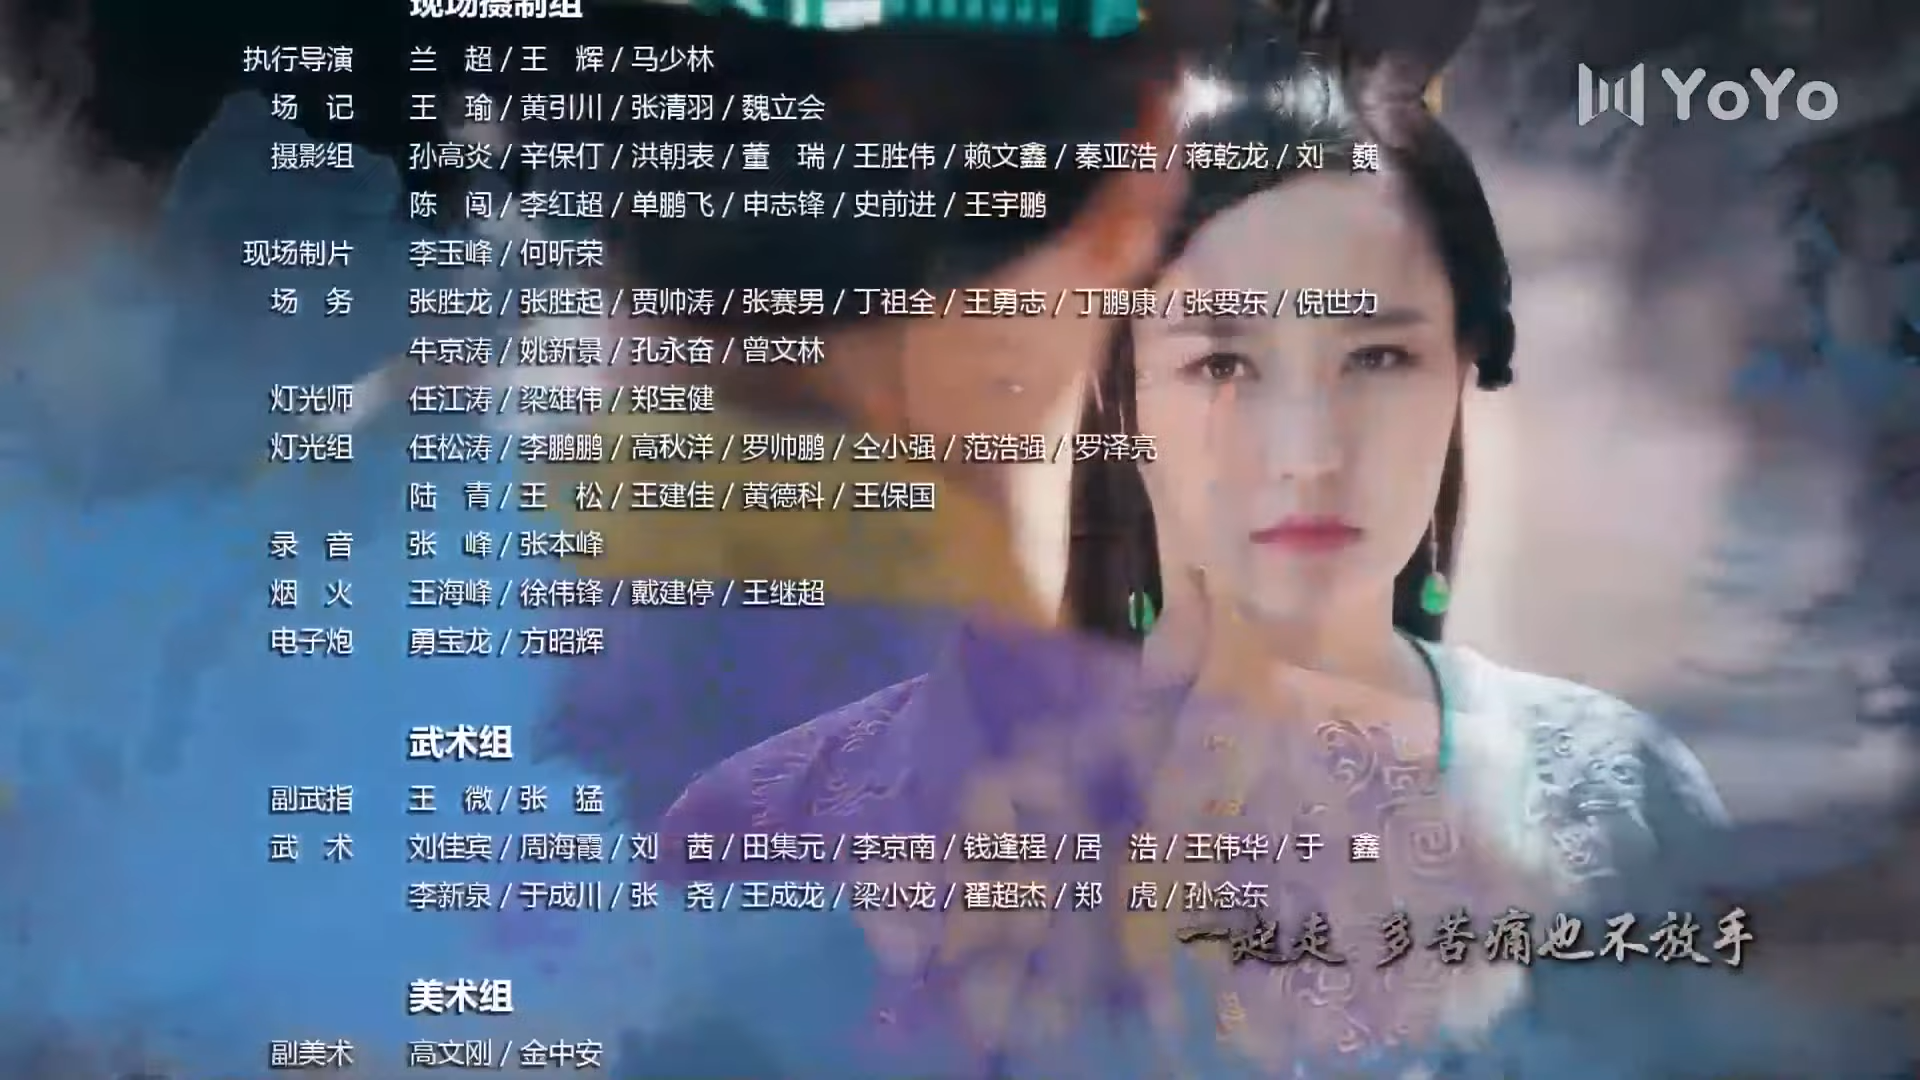 现场摄制组
执行导演 兰 超 / 王 辉 / 马少林
场 记 王 瑜 / 黄引川 / 张清羽 / 魏立会
摄影组 孙高炎 / 辛保仃 / 洪朝表 / 董 瑞 / 王胜伟 / 赖文鑫 / 秦亚浩 / 蒋乾龙 / 刘 巍
陈 闯 / 李红超 / 单鹏飞 / 申志锋 / 史前进 / 王宇鹏
现场制片 李玉峰 / 何昕荣
场 务 张胜龙 / 张胜起 / 贾帅涛 / 张赛男 / 丁祖全 / 王勇志 / 丁鹏康 / 张要东 / 倪世力
牛京涛 / 姚新景 / 孔永奋 / 曾文林
灯光师 任江涛 / 梁雄伟 / 郑宝健
灯光组 任松涛 / 李鹏鹏 / 高秋洋 / 罗帅鹏 / 仝小强 / 范浩强 / 罗泽亮
陆 青 / 王 松 / 王建佳 / 黄德科 / 王保国
录 音 张 峰 / 张本峰
烟 火 王海峰 / 徐伟锋 / 戴建停 / 王继超
电子炮 勇宝龙 / 方昭辉
武术组
副武指 王 微 / 张 猛
武 术 刘佳宾 / 周海霞 / 刘 茜 / 田集元 / 李京南 / 钱逢程 / 居 浩 / 王伟华 / 于 鑫
李新泉 / 于成川 / 张 尧 / 王成龙 / 梁小龙 / 翟超杰 / 郑 虎 / 孙念东
一起走 多苦痛也不放手
美术组
副美术 高文刚 / 金中安
YoYo